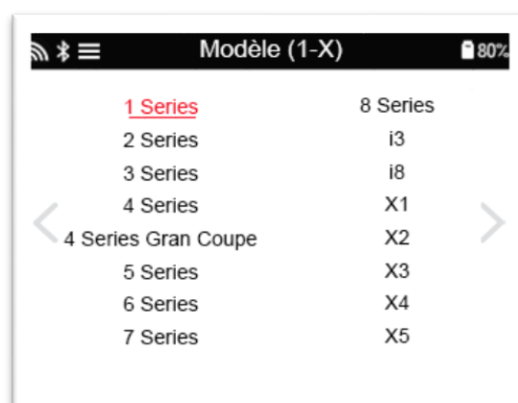 Modèle (1-X) 80%
1 Series
2 Series
3 Series
4 Series
4 Series Gran Coupe
5 Series
6 Series
7 Series
8 Series
i3
i8
X1
X2
X3
X4
X5